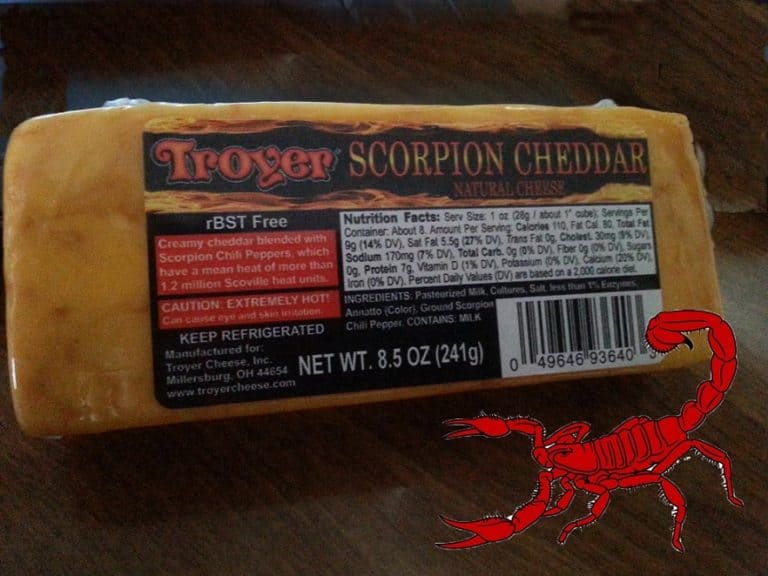 Troyer SCORPION CHEDDAR
NATURAL CHEESE
rBST Free
Creamy cheddar blended with
Scorpion Chili Peppers, which
have a mean heat of more than
1.2 million Scoville heat units.
CAUTION: EXTREMELY HOT!
Can cause eye and skin irritation.
KEEP REFRIGERATED
Manufactured for:
Troyer Cheese, Inc.
Millersburg, OH 44654
www.troyercheese.com
Nutrition Facts: Serv Size: 1 oz (28g / about 1" cube); Servings Per
Container: About 8. Amount Per Serving: Calories 110, Fat Cal. 80, Total Fat
9g (14% DV), Sat Fat 5.5g (27% DV), Trans Fat 0g, Cholest. 30mg (9% DV),
Sodium 170mg (7% DV), Total Carb. 0g (0% DV), Fiber 0g (0% DV), Sugars
0g, Protein 7g, Vitamin D (1% DV), Potassium (0% DV), Calcium (20% DV),
Iron (0% DV). Percent Daily Values (DV) are based on a 2,000 calorie diet.
INGREDIENTS: Pasteurized Milk, Cultures, Salt, less than 1% Enzymes,
Annatto (Color), Ground Scorpion
Chili Pepper. CONTAINS: MILK
NET WT. 8.5 OZ (241g)
0 49646 93640 3